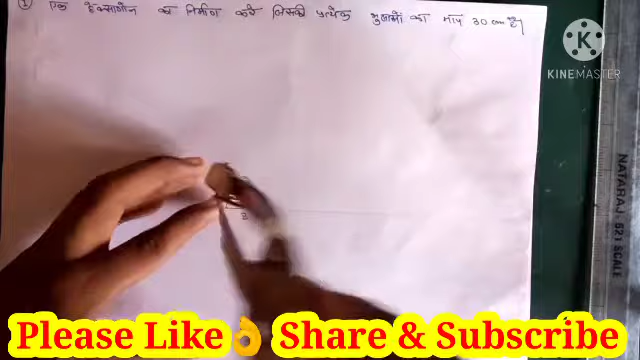 ① एक हेक्सागोन का निर्माण करें जिसकी प्रत्येक भुजाओं का माप 30 cm है।
KINEMASTER
NATARAJ-621 SCALE
B
Please Like👌 Share & Subscribe